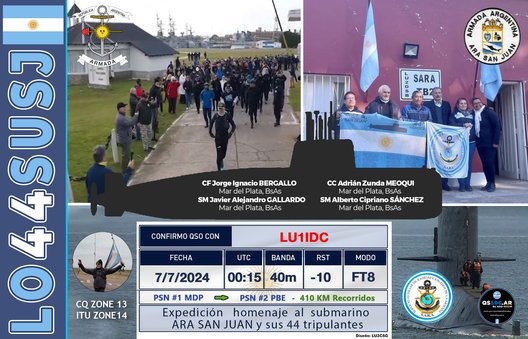 LO44SUSJ
ARMADA
ARMADA ARGENTINA
ARA SAN JUAN
SARA
CF Jorge Ignacio BERGALLO
Mar del Plata, BsAs
SM Javier Alejandro GALLARDO
Mar del Plata, BsAs
CC Adrián Zunda MEOQUI
Mar del Plata, BsAs
SM Alberto Cipriano SÁNCHEZ
Mar del Plata, BsAs
CONFIRMO QSO CON LU1IDC
FECHA UTC BANDA RST MODO
7/7/2024 00:15 40m -10 FT8
PSN #1 MDP PSN #2 PBE - 410 KM Recorridos
Expedición homenaje al submarino
ARA SAN JUAN y sus 44 tripulantes
CQ ZONE 13
ITU ZONE14